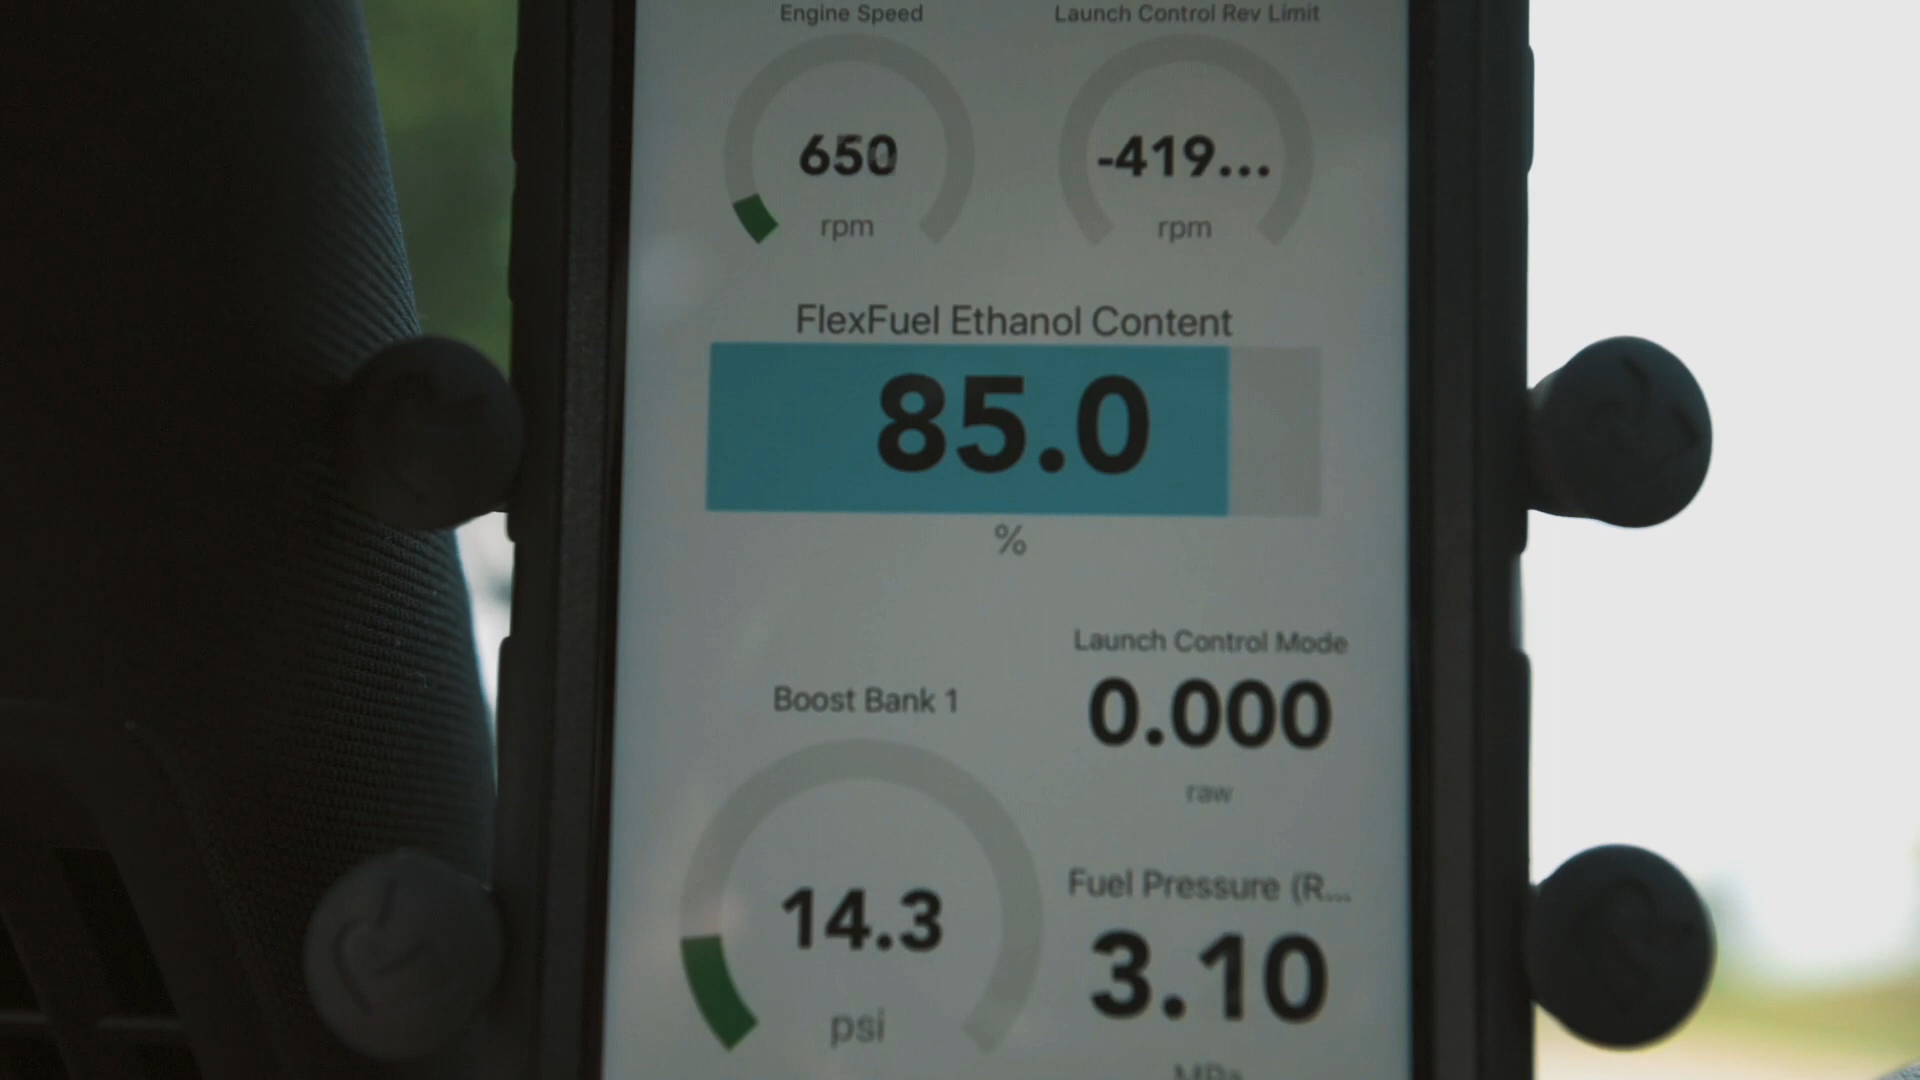 Engine Speed
Launch Control Rev Limit
650
rpm
-419...
rpm
FlexFuel Ethanol Content
85.0
%
Launch Control Mode
0.000
raw
Boost Bank 1
14.3
psi
Fuel Pressure (R...
3.10
MPa